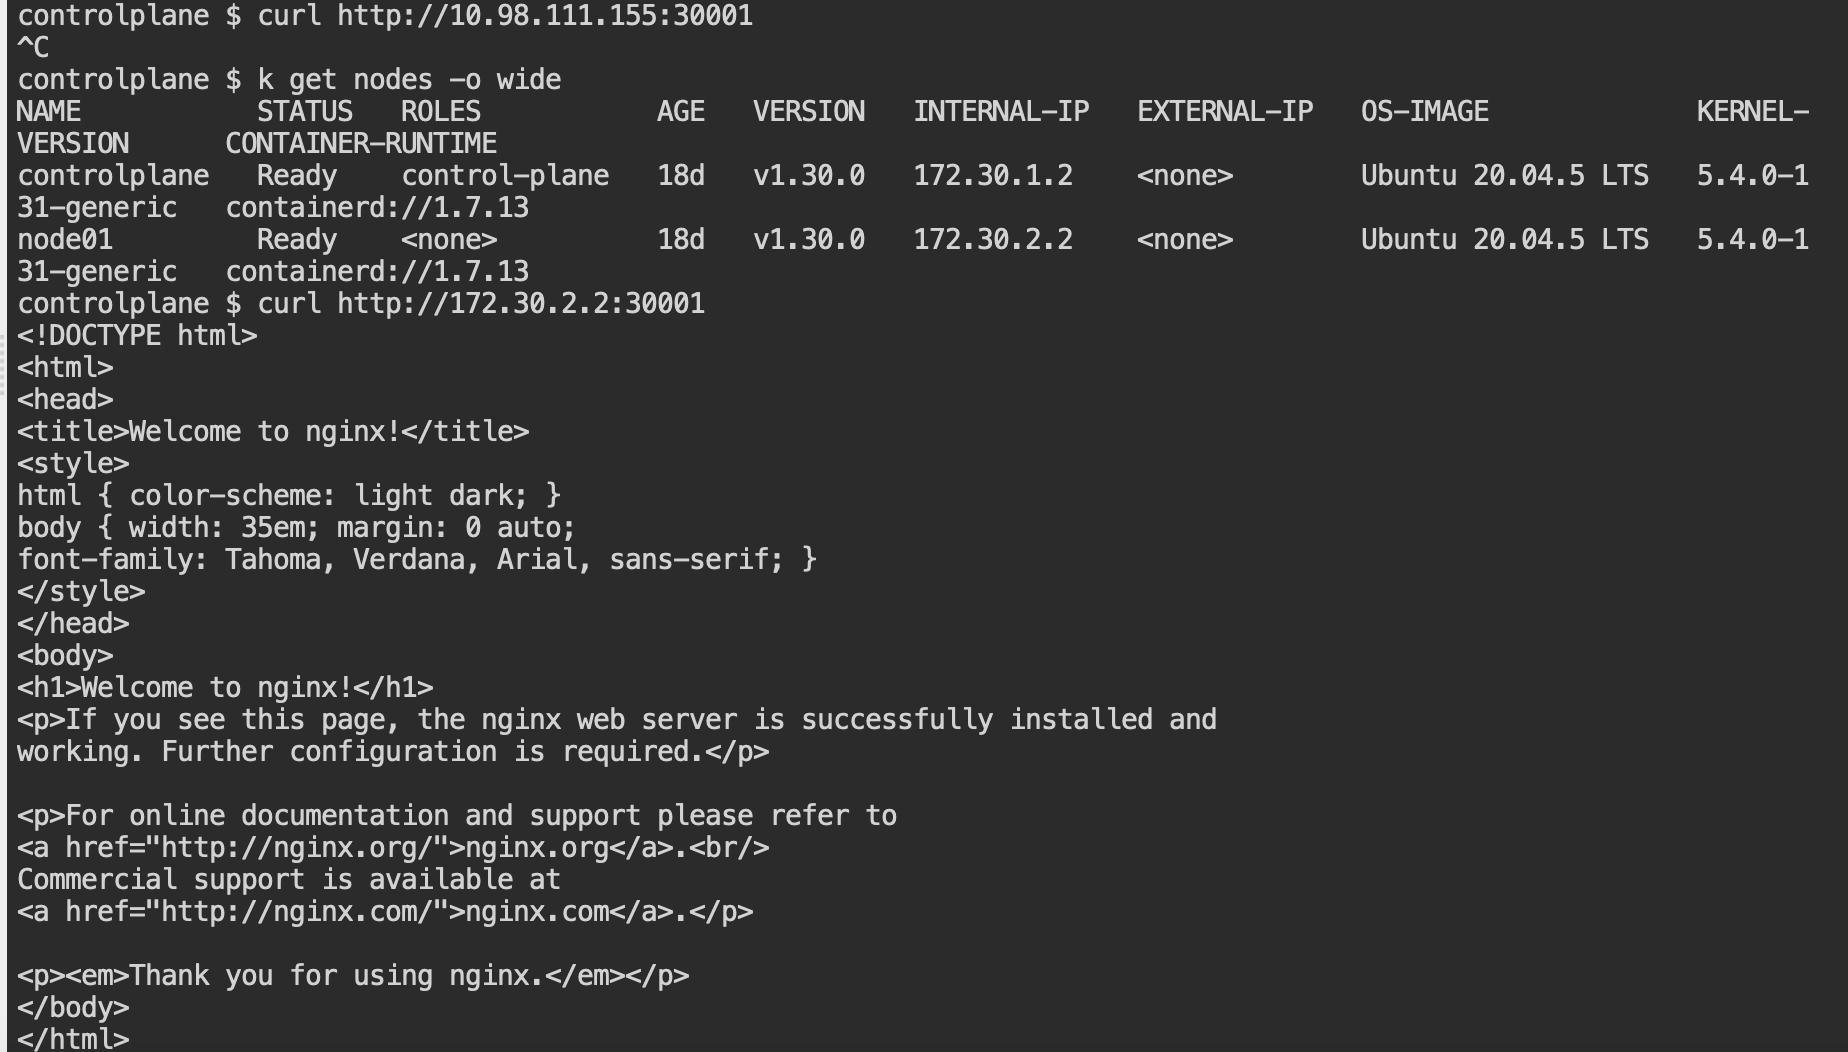 controlplane $ curl http://10.98.111.155:30001
^C
controlplane $ k get nodes -o wide
NAME           STATUS   ROLES           AGE   VERSION   INTERNAL-IP   EXTERNAL-IP   OS-IMAGE             KERNEL-
VERSION      CONTAINER-RUNTIME
controlplane   Ready    control-plane   18d   v1.30.0   172.30.1.2    <none>        Ubuntu 20.04.5 LTS   5.4.0-1
31-generic   containerd://1.7.13
node01         Ready    <none>          18d   v1.30.0   172.30.2.2    <none>        Ubuntu 20.04.5 LTS   5.4.0-1
31-generic   containerd://1.7.13
controlplane $ curl http://172.30.2.2:30001
<!DOCTYPE html>
<html>
<head>
<title>Welcome to nginx!</title>
<style>
html { color-scheme: light dark; }
body { width: 35em; margin: 0 auto;
font-family: Tahoma, Verdana, Arial, sans-serif; }
</style>
</head>
<body>
<h1>Welcome to nginx!</h1>
<p>If you see this page, the nginx web server is successfully installed and
working. Further configuration is required.</p>

<p>For online documentation and support please refer to
<a href="http://nginx.org/">nginx.org</a>.<br/>
Commercial support is available at
<a href="http://nginx.com/">nginx.com</a>.</p>

<p><em>Thank you for using nginx.</em></p>
</body>
</html>